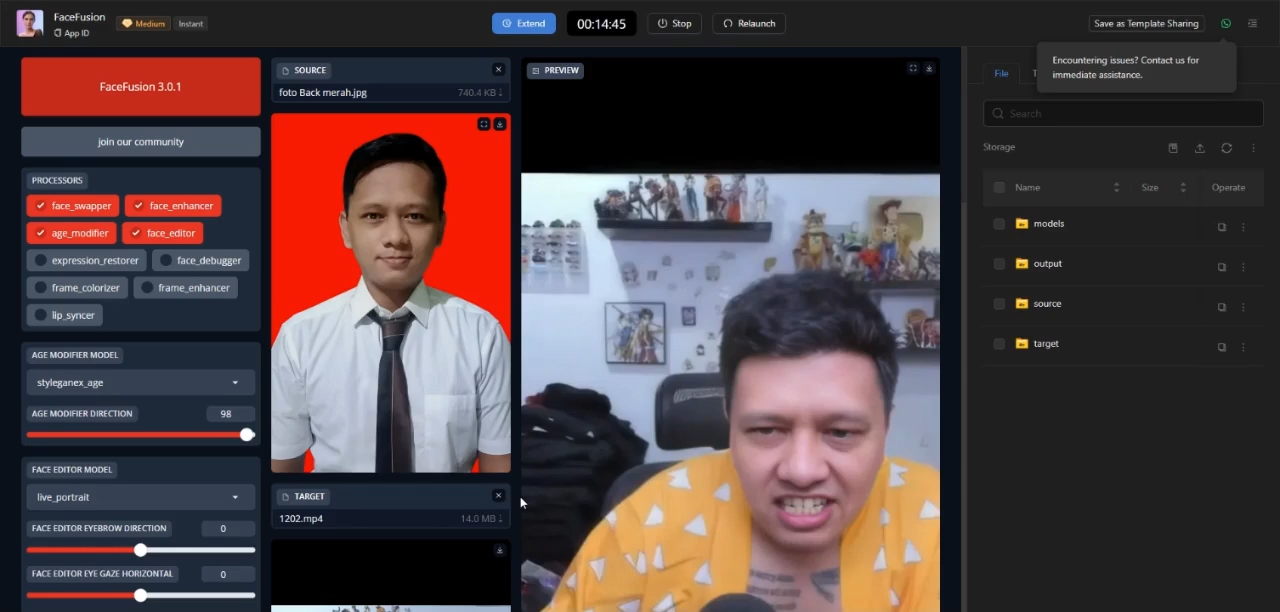 FaceFusion
App ID
Medium
Instant
Extend
00:14:45
Stop
Relaunch
Save as Template Sharing
Encountering issues? Contact us for
immediate assistance.
FaceFusion 3.0.1
join our community
PROCESSORS
face_swapper
face_enhancer
age_modifier
face_editor
expression_restorer
face_debugger
frame_colorizer
frame_enhancer
lip_syncer
AGE MODIFIER MODEL
styleganex_age
AGE MODIFIER DIRECTION
98
FACE EDITOR MODEL
live_portrait
FACE EDITOR EYEBROW DIRECTION
0
FACE EDITOR EYE GAZE HORIZONTAL
0
SOURCE
foto Back merah.jpg
740.4 KB ↓
TARGET
1202.mp4
14.0 MB ↓
PREVIEW
File
Search
Storage
Name
Size
Operate
models
output
source
target